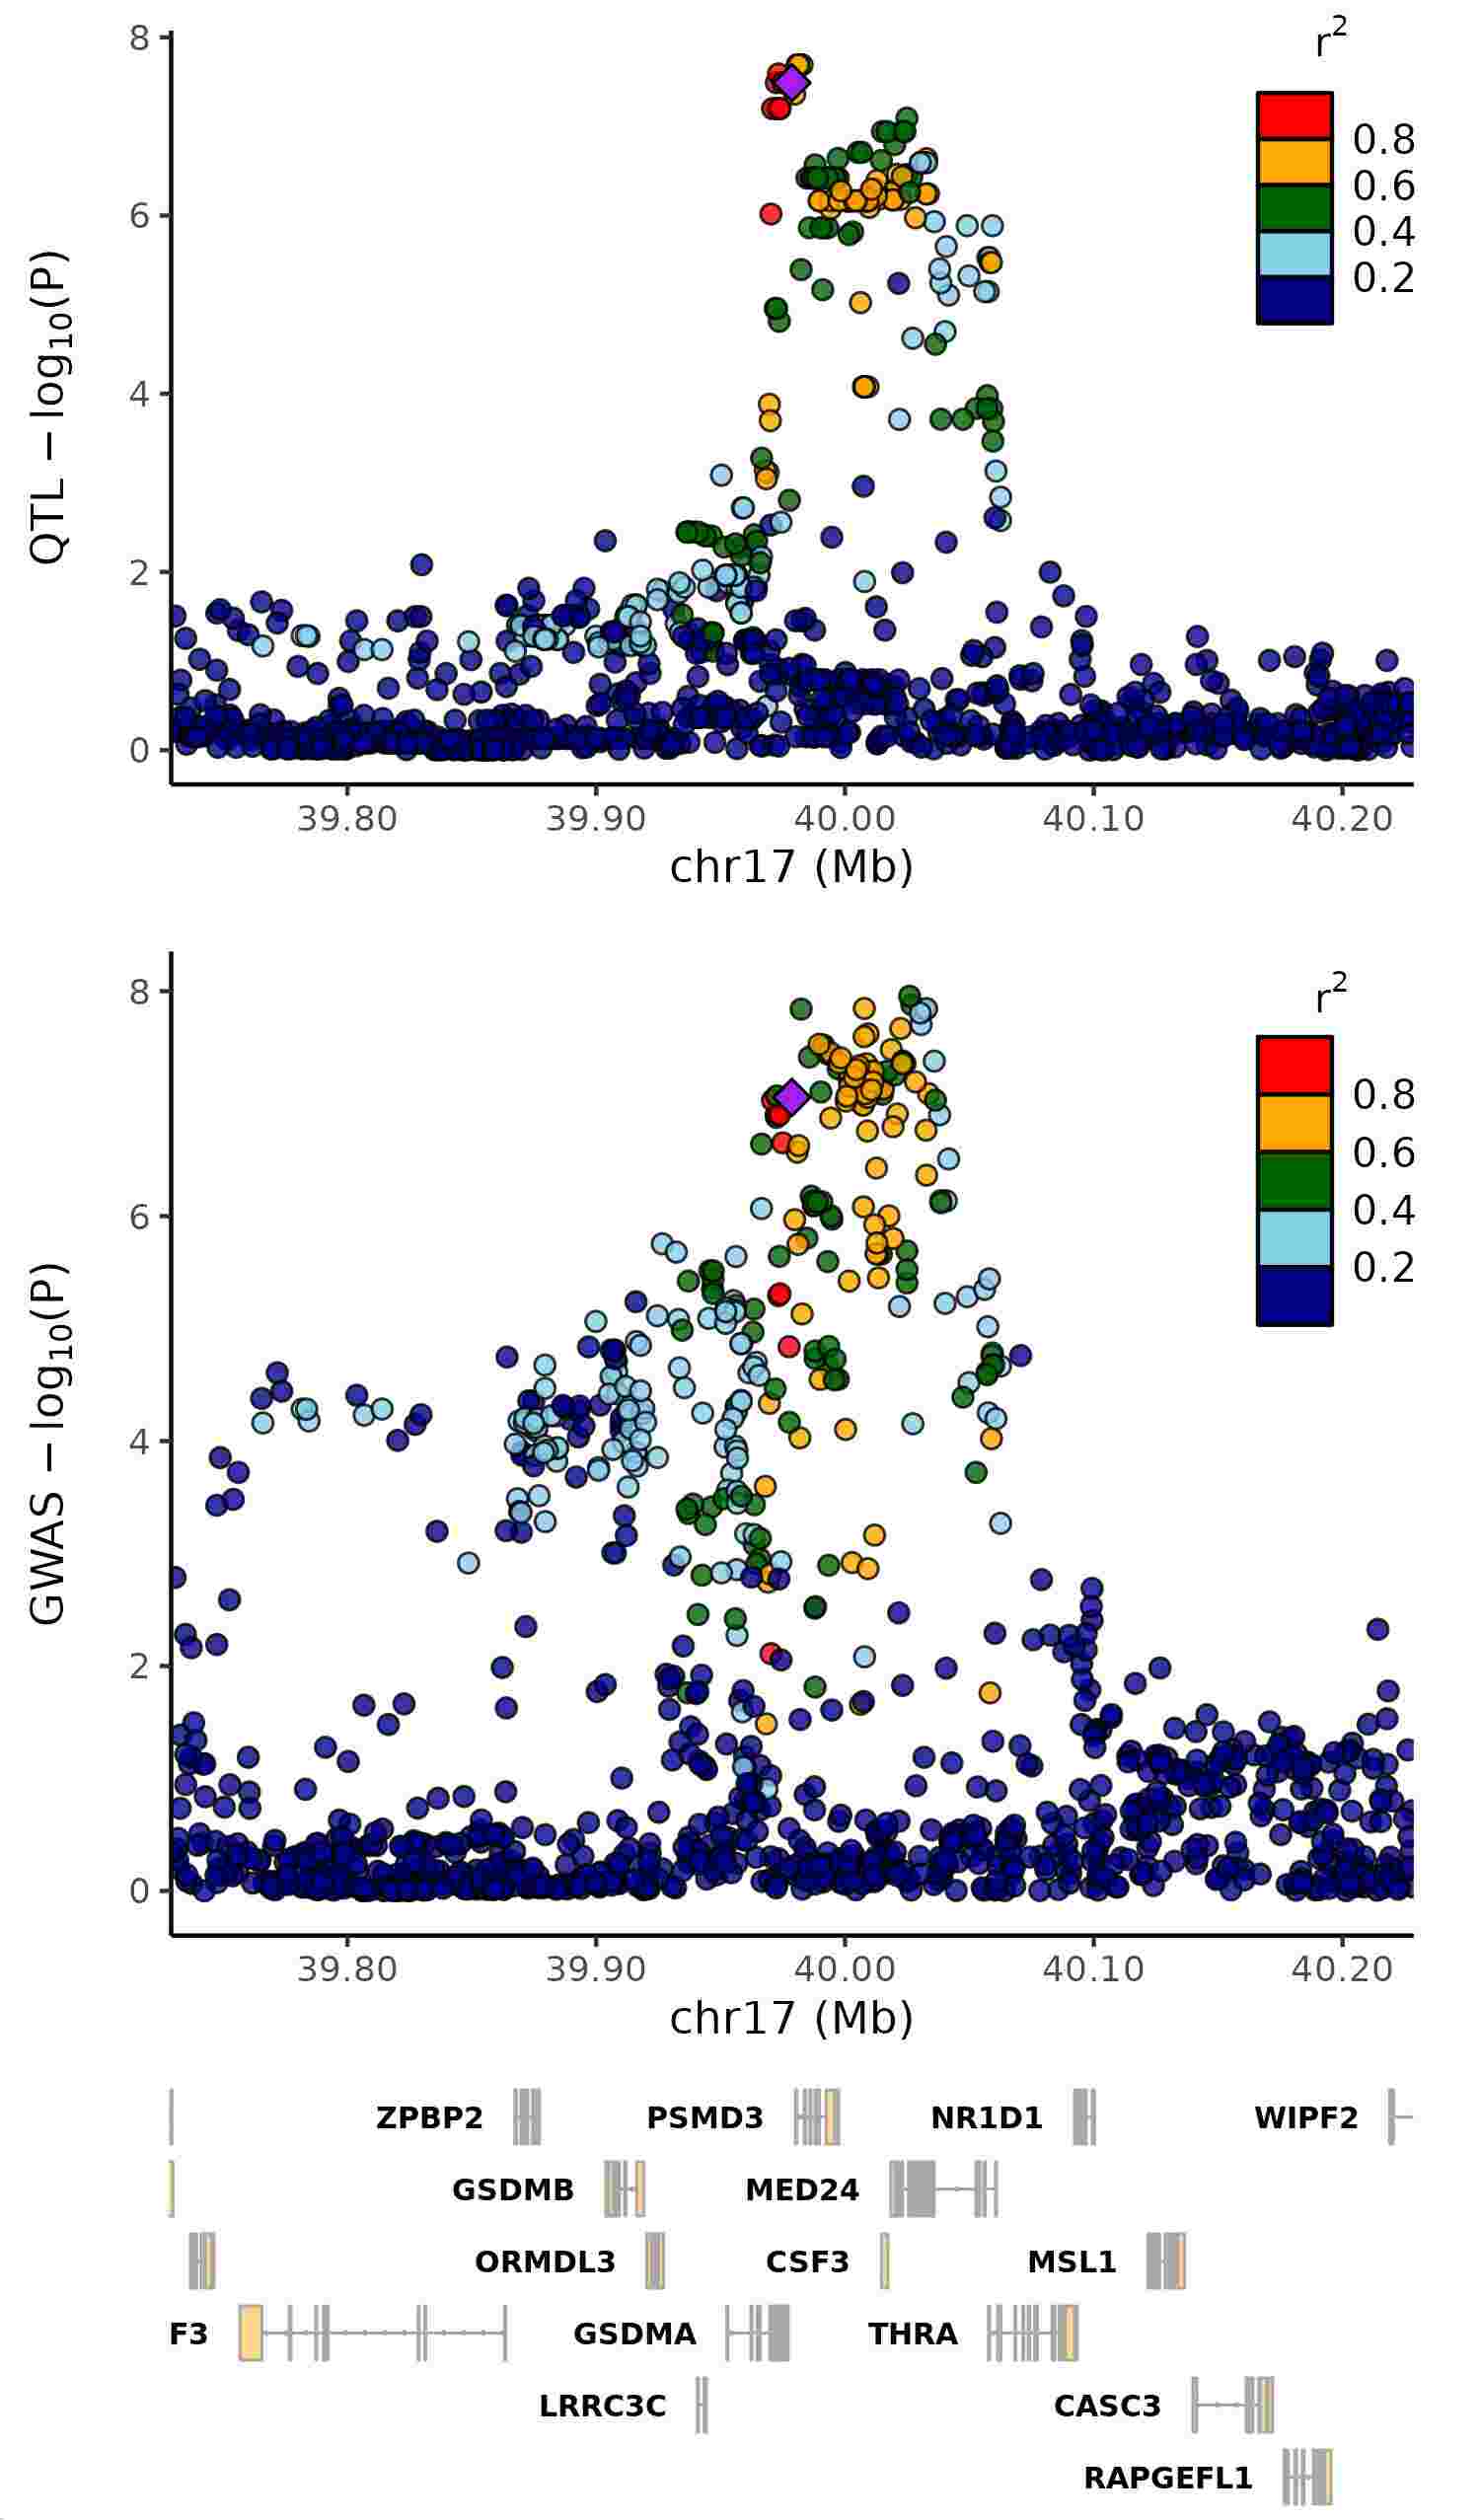 r²
0.8
0.6
0.4
0.2
8
6
4
2
0
QTL −log₁₀(P)
39.80 39.90 40.00 40.10 40.20
chr17 (Mb)
r²
0.8
0.6
0.4
0.2
8
6
4
2
0
GWAS −log₁₀(P)
39.80 39.90 40.00 40.10 40.20
chr17 (Mb)
ZPBP2 PSMD3 NR1D1 WIPF2
GSDMB MED24
ORMDL3 CSF3 MSL1
F3 GSDMA THRA
LRRC3C CASC3
RAPGEFL1